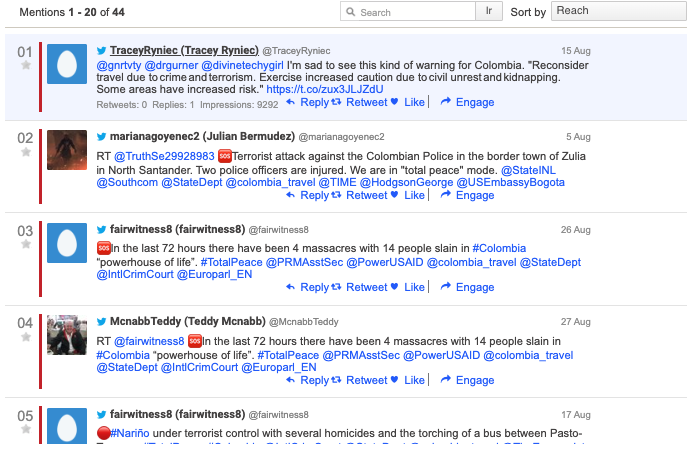 Mentions 1 - 20 of 44
Search
Ir
Sort by
Reach
01
TraceyRyniec (Tracey Ryniec) @TraceyRyniec
15 Aug
@gnrtvty @drgurner @divinetechygirl I'm sad to see this kind of warning for Colombia. "Reconsider
travel due to crime and terrorism. Exercise increased caution due to civil unrest and kidnapping.
Some areas have increased risk." https://t.co/zux3JLJZdU
Retweets: 0 Replies: 1 Impressions: 9292 Reply Retweet Like | Engage
02
marianagoyenec2 (Julian Bermudez) @marianagoyenec2
5 Aug
RT @TruthSe29928983 🆘Terrorist attack against the Colombian Police in the border town of Zulia
in North Santander. Two police officers are injured. We are in "total peace" mode. @StateINL
@Southcom @StateDept @colombia_travel @TIME @HodgsonGeorge @USEmbassyBogota
Reply Retweet Like | Engage
03
fairwitness8 (fairwitness8) @fairwitness8
26 Aug
🆘In the last 72 hours there have been 4 massacres with 14 people slain in #Colombia
“powerhouse of life”. #TotalPeace @PRMAsstSec @PowerUSAID @colombia_travel @StateDept
@IntlCrimCourt @Europarl_EN
Reply Retweet Like | Engage
04
McnabbTeddy (Teddy Mcnabb) @McnabbTeddy
27 Aug
RT @fairwitness8 🆘In the last 72 hours there have been 4 massacres with 14 people slain in
#Colombia “powerhouse of life”. #TotalPeace @PRMAsstSec @PowerUSAID @colombia_travel
@StateDept @IntlCrimCourt @Europarl_EN
Reply Retweet Like | Engage
05
fairwitness8 (fairwitness8) @fairwitness8
17 Aug
🔴#Nariño under terrorist control with several homicides and the torching of a bus between Pasto-